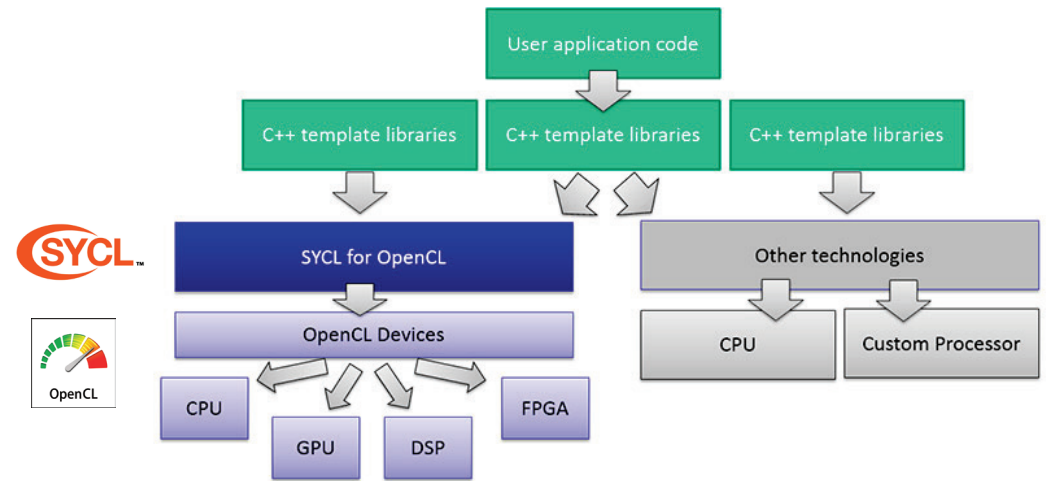 User application code
C++ template libraries
C++ template libraries
C++ template libraries
SYCL™
SYCL for OpenCL
Other technologies
OpenCL
OpenCL Devices
CPU
Custom Processor
CPU
GPU
DSP
FPGA